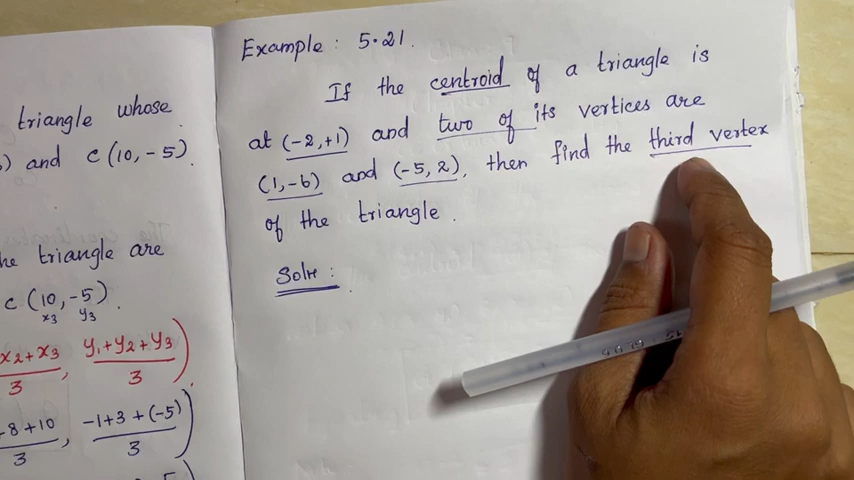 triangle whose
) and C(10,-5)
he triangle are
C(10,-5).
x3 y3
x2+x3/3, y1+y2+y3/3)
-8+10/3, -1+3+(-5)/3)
Example: 5.21.
If the centroid of a triangle is
at (-2,+1) and two of its vertices are
(1,-6) and (-5,2), then find the third vertex
of the triangle.
Soln: